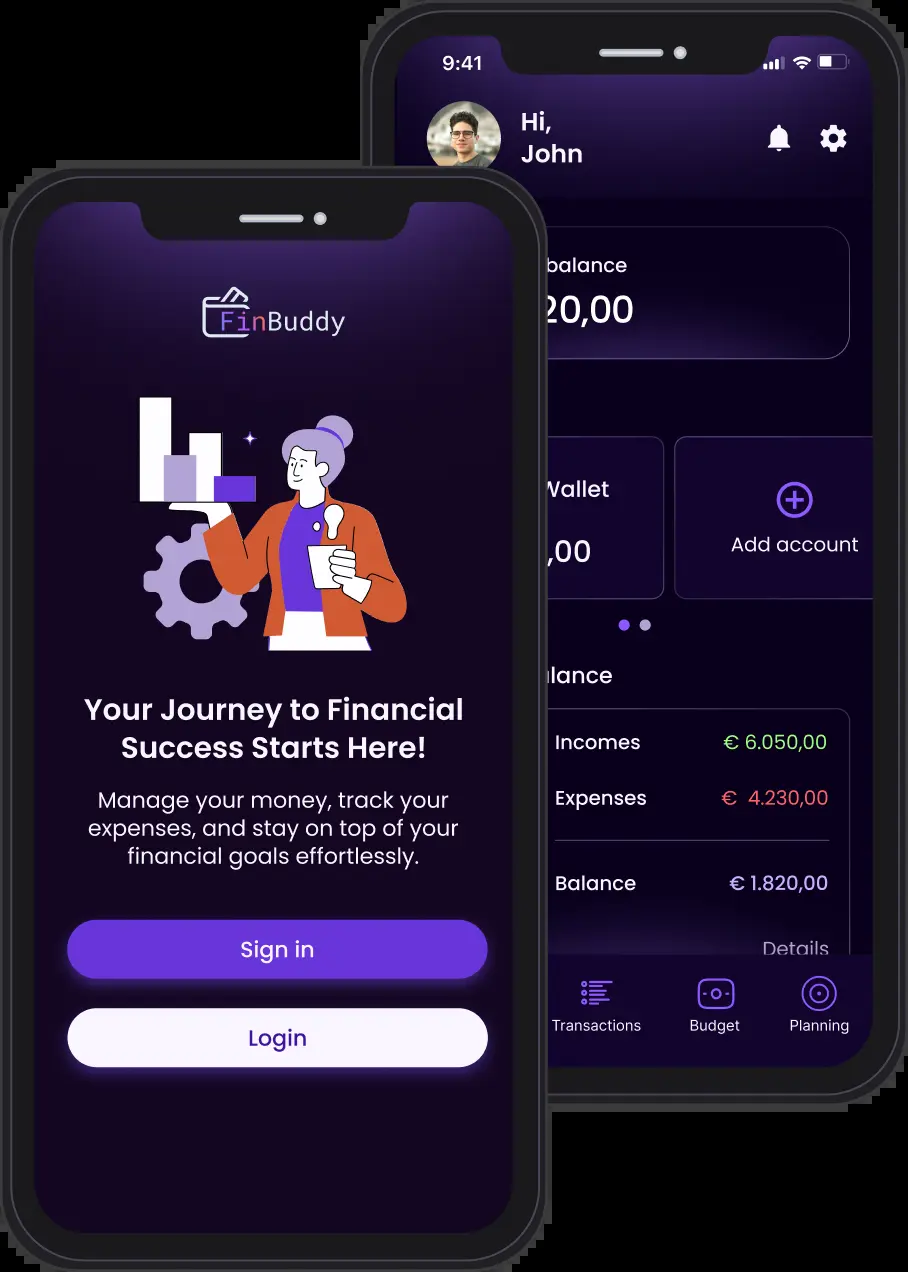 FinBuddy
Your Journey to Financial
Success Starts Here!
Manage your money, track your
expenses, and stay on top of your
financial goals effortlessly.
Sign in
Login
9:41
Hi,
John
balance
20,00
Wallet
,00
Add account
lance
Incomes € 6.050,00
Expenses € 4.230,00
Balance € 1.820,00
Details
Transactions Budget Planning